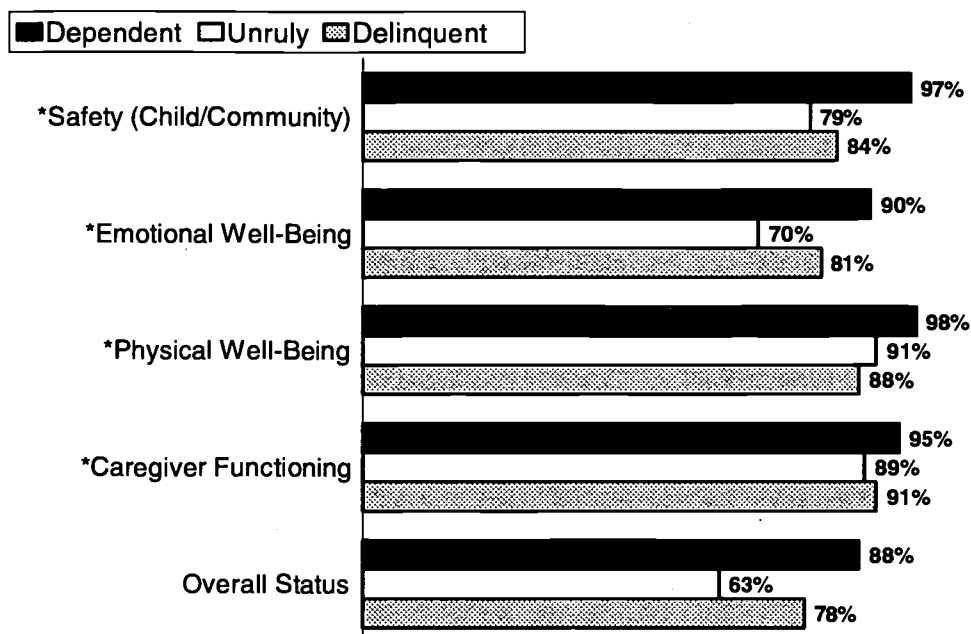 Dependent Unruly Delinquent
*Safety (Child/Community)
97%
79%
84%
*Emotional Well-Being
90%
70%
81%
*Physical Well-Being
98%
91%
88%
*Caregiver Functioning
95%
89%
91%
Overall Status
88%
63%
78%